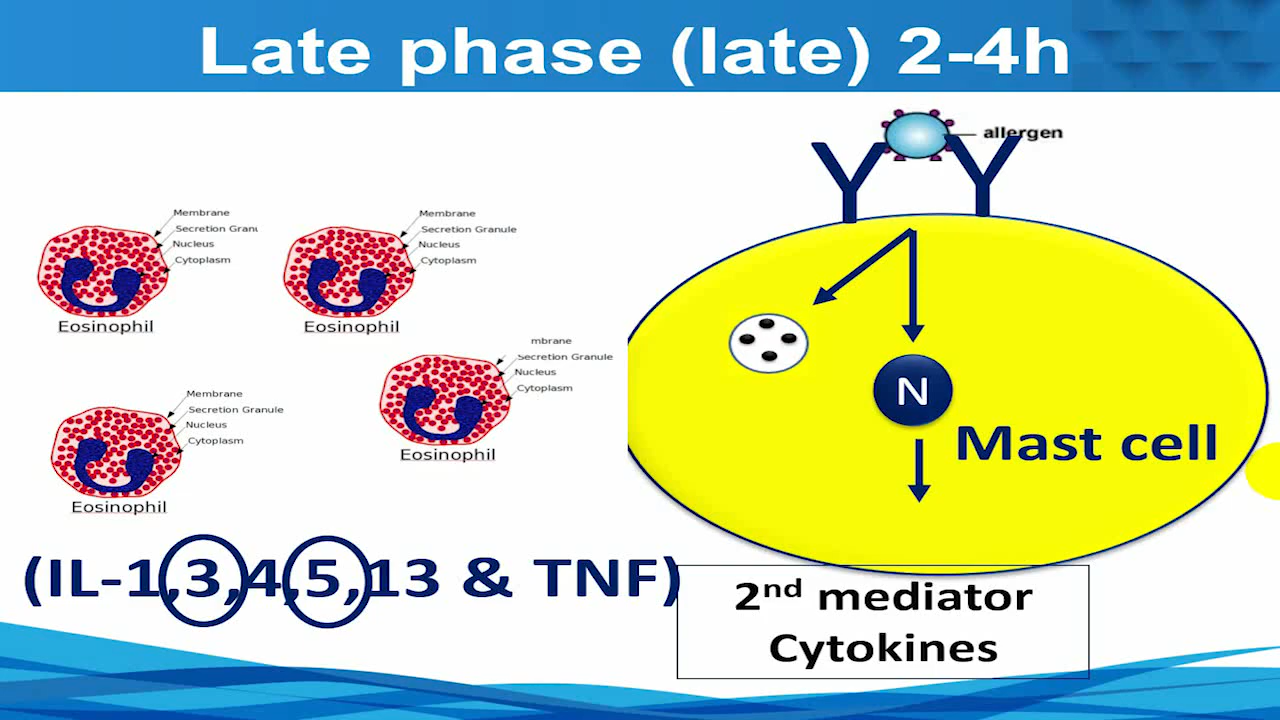 Late phase (late) 2-4h
allergen
Membrane
Secretion Granu
Nucleus
Cytoplasm
Eosinophil
Membrane
Secretion Granule
Nucleus
Cytoplasm
Eosinophil
mbrane
Secretion Granule
Nucleus
Cytoplasm
Eosinophil
Membrane
Secretion Granule
Nucleus
Cytoplasm
Eosinophil
N
Mast cell
(IL-1,3,4,5,13 & TNF)
2nd mediator
Cytokines